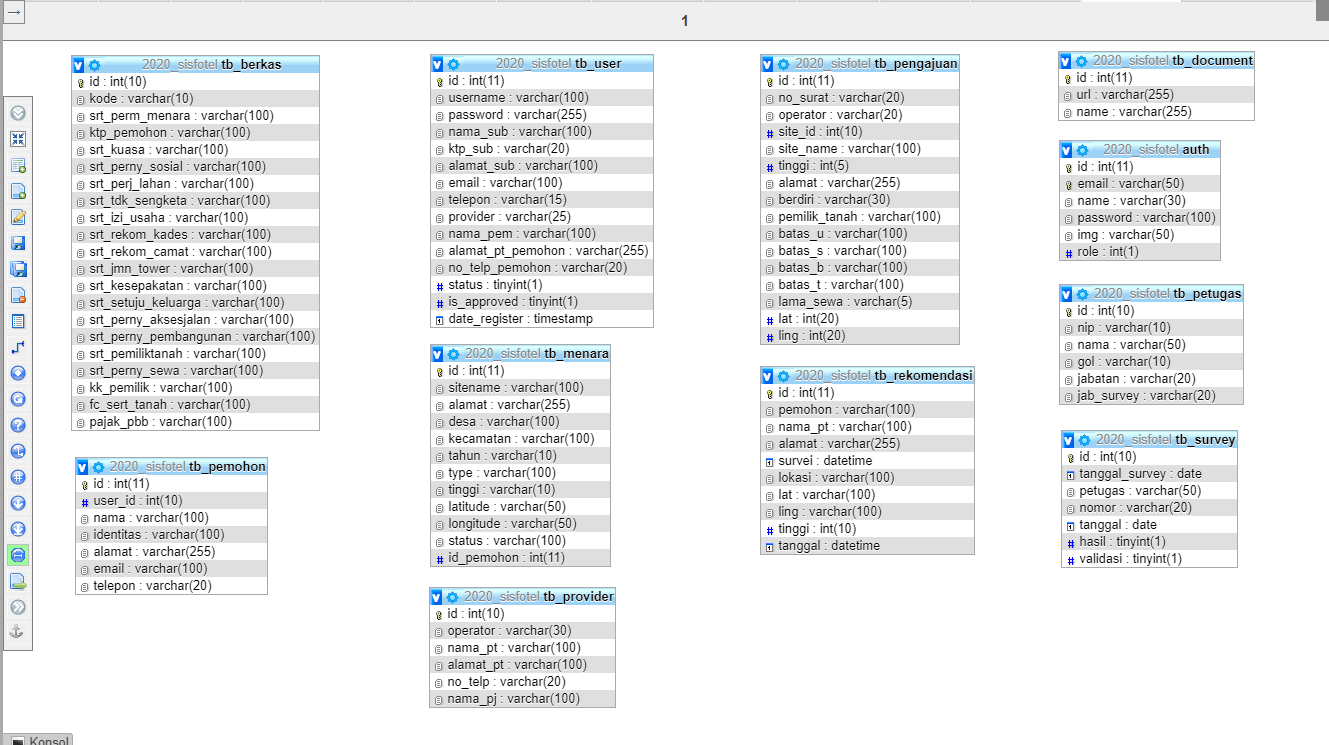 1
2020_sisfotel tb_berkas
id : int(10)
kode : varchar(10)
srt_perm_menara : varchar(100)
ktp_pemohon : varchar(100)
srt_kuasa : varchar(100)
srt_perny_sosial : varchar(100)
srt_perj_lahan : varchar(100)
srt_tdk_sengketa : varchar(100)
srt_izi_usaha : varchar(100)
srt_rekom_kades : varchar(100)
srt_rekom_camat : varchar(100)
srt_jmn_tower : varchar(100)
srt_kesepakatan : varchar(100)
srt_setuju_keluarga : varchar(100)
srt_perny_aksesjalan : varchar(100)
srt_perny_pembangunan : varchar(100)
srt_pemiliktanah : varchar(100)
srt_perny_sewa : varchar(100)
kk_pemilik : varchar(100)
fc_sert_tanah : varchar(100)
pajak_pbb : varchar(100)
2020_sisfotel tb_pemohon
id : int(11)
user_id : int(10)
nama : varchar(100)
identitas : varchar(100)
alamat : varchar(255)
email : varchar(100)
telepon : varchar(20)
2020_sisfotel tb_user
id : int(11)
username : varchar(100)
password : varchar(255)
nama_sub : varchar(100)
ktp_sub : varchar(20)
alamat_sub : varchar(100)
email : varchar(100)
telepon : varchar(15)
provider : varchar(25)
nama_pem : varchar(100)
alamat_pt_pemohon : varchar(255)
no_telp_pemohon : varchar(20)
status : tinyint(1)
is_approved : tinyint(1)
date_register : timestamp
2020_sisfotel tb_menara
id : int(11)
sitename : varchar(100)
alamat : varchar(255)
desa : varchar(100)
kecamatan : varchar(100)
tahun : varchar(10)
type : varchar(100)
tinggi : varchar(10)
latitude : varchar(50)
longitude : varchar(50)
status : varchar(100)
id_pemohon : int(11)
2020_sisfotel tb_provider
id : int(10)
operator : varchar(30)
nama_pt : varchar(100)
alamat_pt : varchar(100)
no_telp : varchar(20)
nama_pj : varchar(100)
2020_sisfotel tb_pengajuan
id : int(11)
no_surat : varchar(20)
operator : varchar(20)
site_id : int(10)
site_name : varchar(100)
tinggi : int(5)
alamat : varchar(255)
berdiri : varchar(30)
pemilik_tanah : varchar(100)
batas_u : varchar(100)
batas_s : varchar(100)
batas_b : varchar(100)
batas_t : varchar(100)
lama_sewa : varchar(5)
lat : int(20)
ling : int(20)
2020_sisfotel tb_rekomendasi
id : int(11)
pemohon : varchar(100)
nama_pt : varchar(100)
alamat : varchar(255)
survei : datetime
lokasi : varchar(100)
lat : varchar(100)
ling : varchar(100)
tinggi : int(10)
tanggal : datetime
2020_sisfotel tb_document
id : int(11)
url : varchar(255)
name : varchar(255)
2020_sisfotel auth
id : int(11)
email : varchar(50)
name : varchar(30)
password : varchar(100)
img : varchar(50)
role : int(1)
2020_sisfotel tb_petugas
id : int(10)
nip : varchar(10)
nama : varchar(50)
gol : varchar(10)
jabatan : varchar(20)
jab_survey : varchar(20)
2020_sisfotel tb_survey
id : int(10)
tanggal_survey : date
petugas : varchar(50)
nomor : varchar(20)
tanggal : date
hasil : tinyint(1)
validasi : tinyint(1)
Konsol